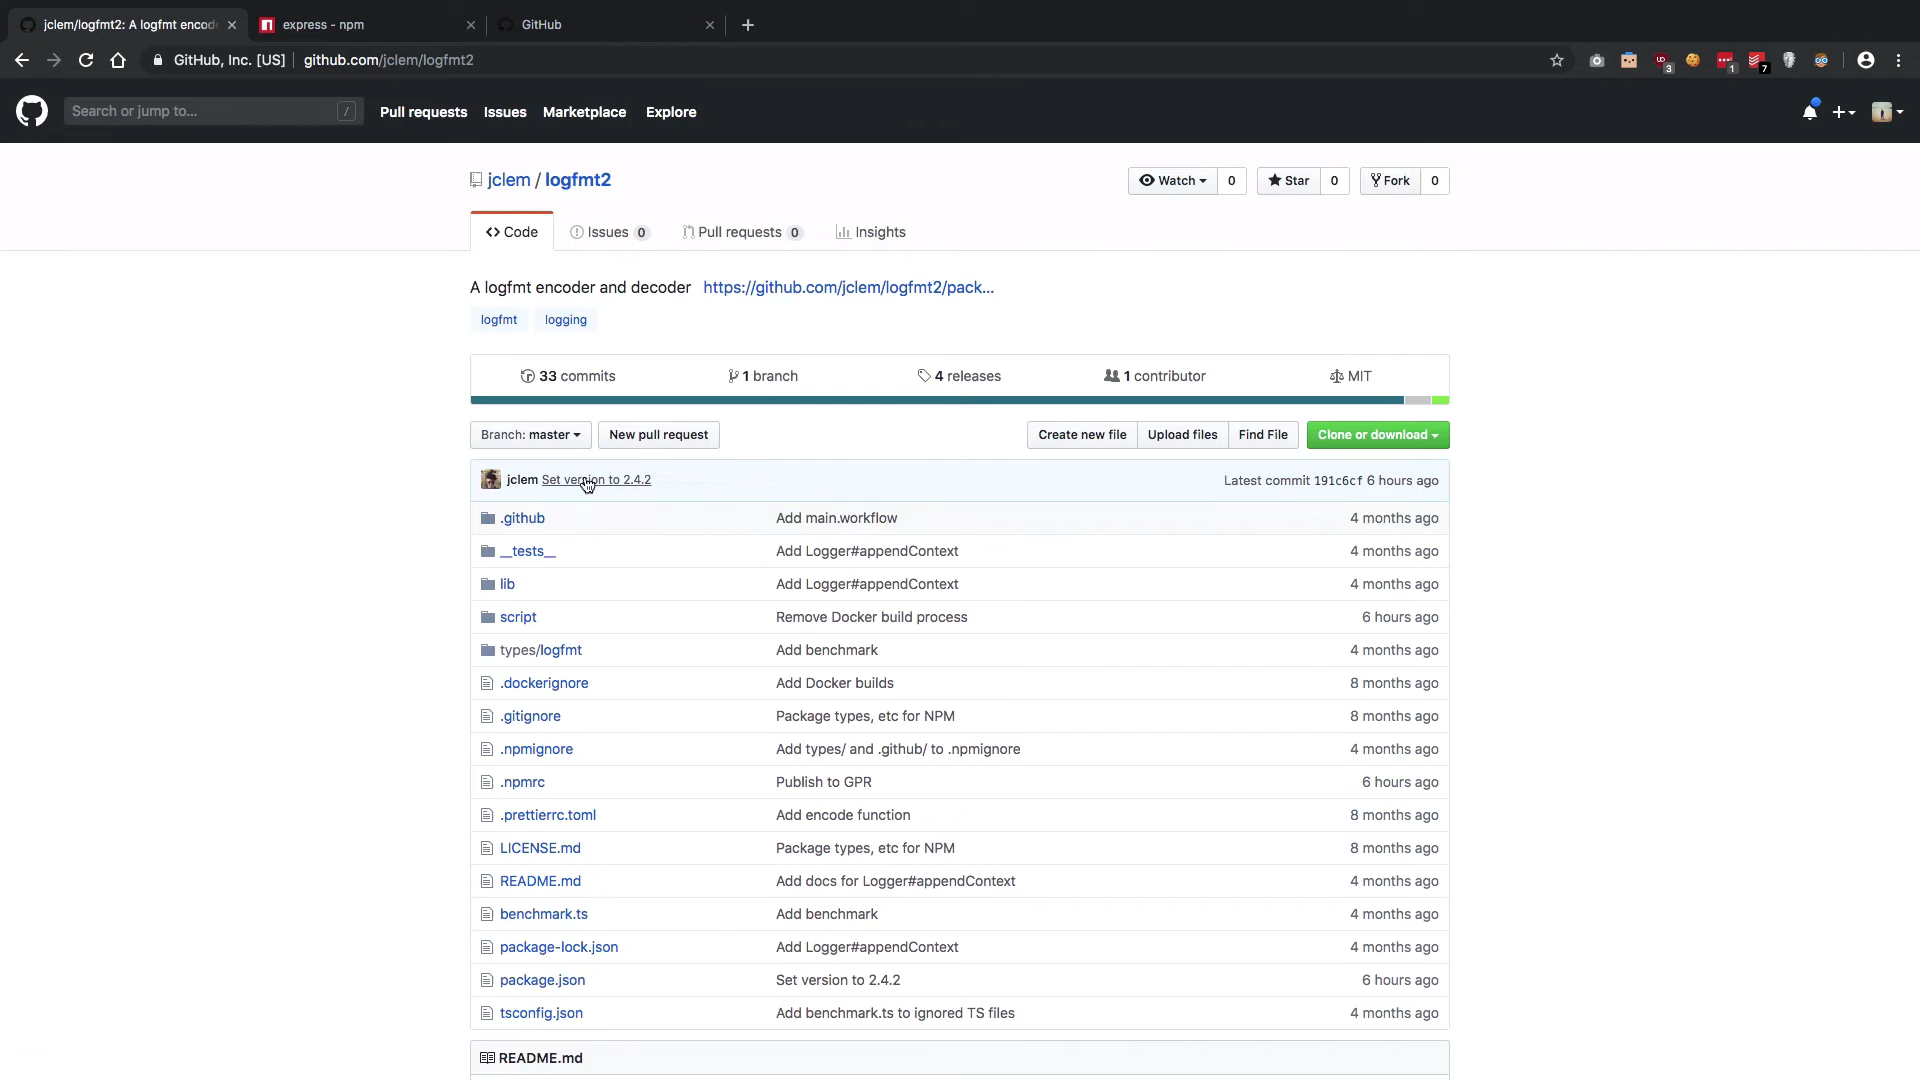 jclem/logfmt2: A logfmt encod
express - npm
GitHub
GitHub, Inc. [US] github.com/jclem/logfmt2
3 1 7
Search or jump to... / Pull requests Issues Marketplace Explore
jclem / logfmt2
Watch 0 Star 0 Fork 0
Code Issues 0 Pull requests 0 Insights
A logfmt encoder and decoder https://github.com/jclem/logfmt2/pack...
logfmt logging
33 commits 1 branch 4 releases 1 contributor MIT
Branch: master New pull request Create new file Upload files Find File Clone or download
jclem Set version to 2.4.2 Latest commit 191c6cf 6 hours ago
.github Add main.workflow 4 months ago
__tests__ Add Logger#appendContext 4 months ago
lib Add Logger#appendContext 4 months ago
script Remove Docker build process 6 hours ago
types/logfmt Add benchmark 4 months ago
.dockerignore Add Docker builds 8 months ago
.gitignore Package types, etc for NPM 8 months ago
.npmignore Add types/ and .github/ to .npmignore 4 months ago
.npmrc Publish to GPR 6 hours ago
.prettierrc.toml Add encode function 8 months ago
LICENSE.md Package types, etc for NPM 8 months ago
README.md Add docs for Logger#appendContext 4 months ago
benchmark.ts Add benchmark 4 months ago
package-lock.json Add Logger#appendContext 4 months ago
package.json Set version to 2.4.2 6 hours ago
tsconfig.json Add benchmark.ts to ignored TS files 4 months ago
README.md